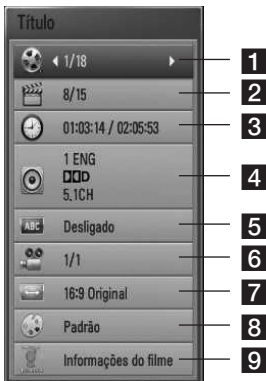 Título
1/18
1
8/15
2
01:03:14 / 02:05:53
3
1 ENG
DD D
5.1CH
4
ABC Desligado
5
1/1
6
16:9 Original
7
Padrão
8
Informações do filme
9